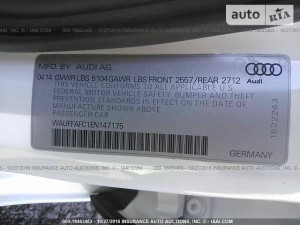 AUTO RIA
MFD BY AUDI AG
04.14 GVWR LBS 5104 GAWR LBS FRONT 2557/REAR 2712
THIS VEHICLE CONFORMS TO ALL APPLICABLE
FEDERAL MOTOR VEHICLE SAFETY, BUMPER,
AND THEFT PREVENTION STANDARDS IN
EFFECT ON THE DATE OF
MANUFACTURE SHOWN ABOVE
PASSENGER CAR
WAUFFAFC1EN147175
Audi
1622263
GERMANY